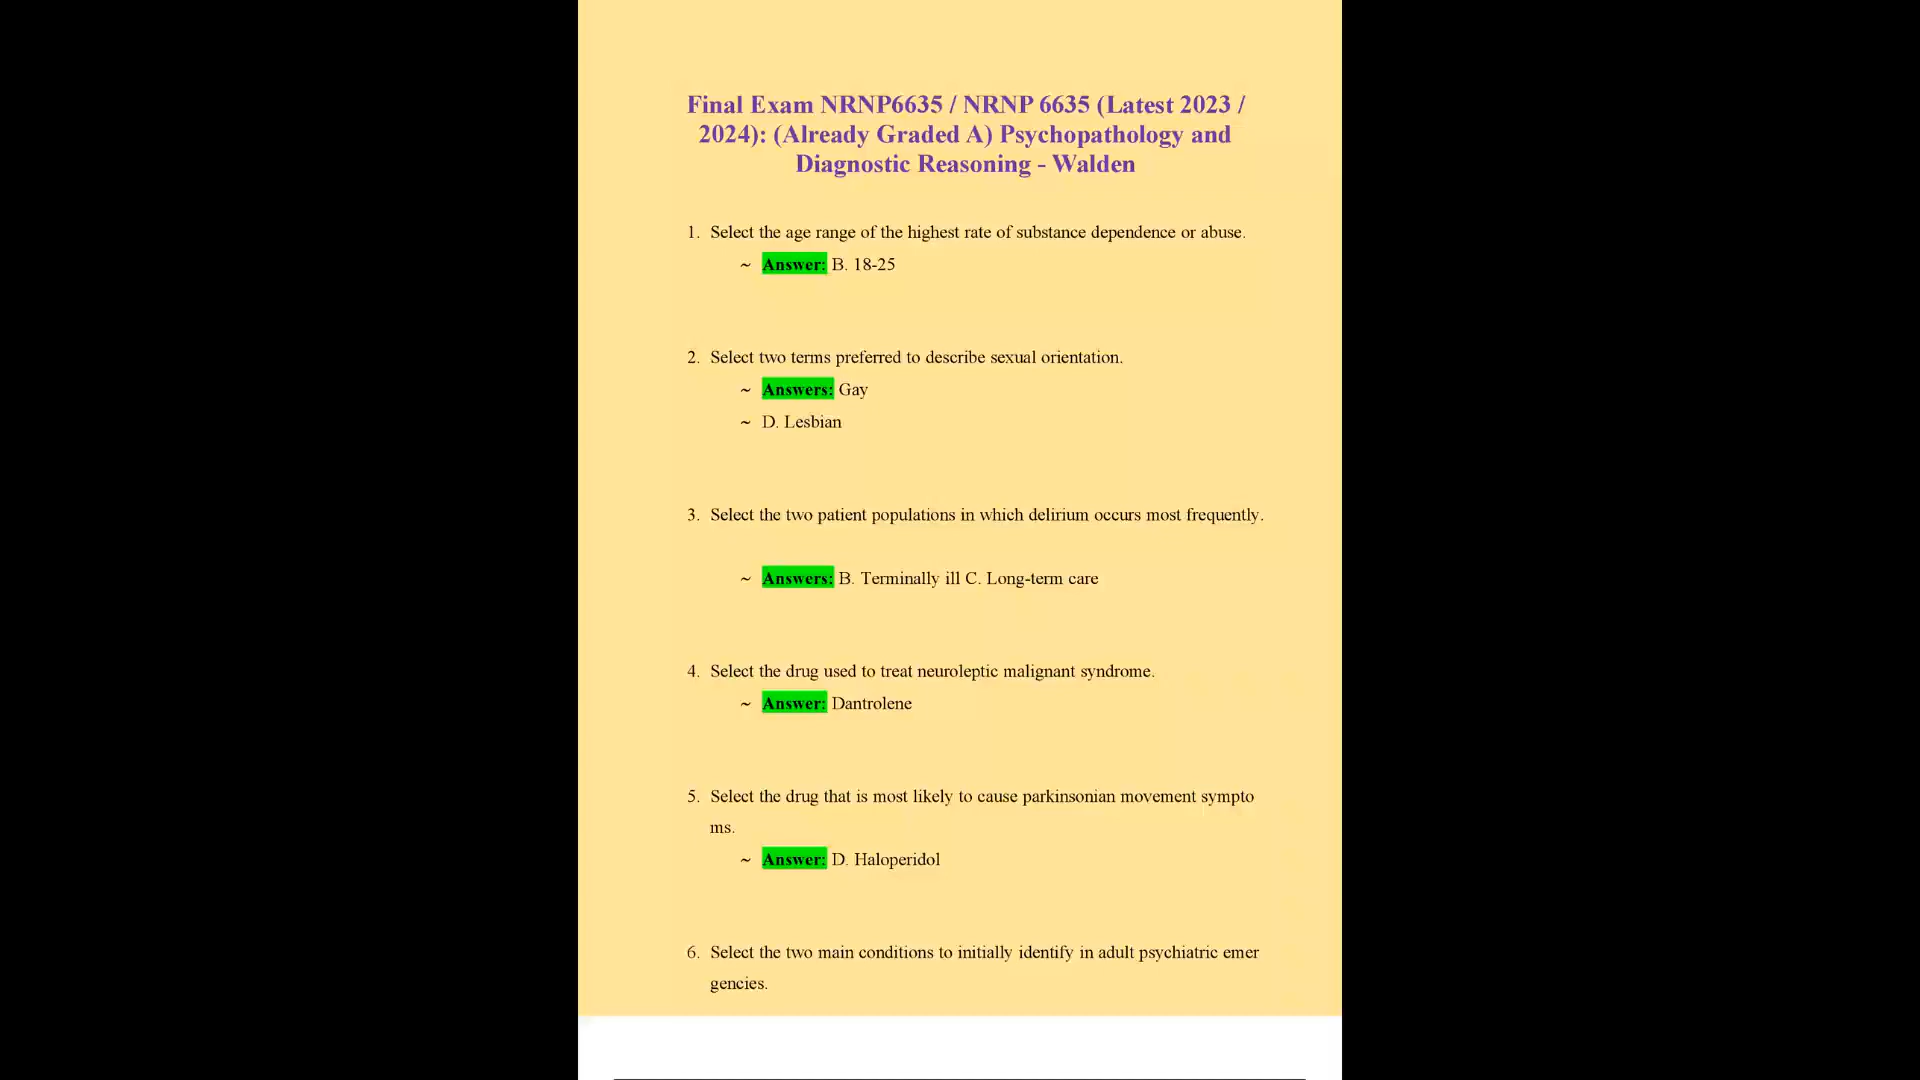 Final Exam NRNP6635 / NRNP 6635 (Latest 2023 /
2024): (Already Graded A) Psychopathology and
Diagnostic Reasoning - Walden
1. Select the age range of the highest rate of substance dependence or abuse.
~ Answer: B. 18-25
2. Select two terms preferred to describe sexual orientation.
~ Answers: Gay
~ D. Lesbian
3. Select the two patient populations in which delirium occurs most frequently.
~ Answers: B. Terminally ill C. Long-term care
4. Select the drug used to treat neuroleptic malignant syndrome.
~ Answer: Dantrolene
5. Select the drug that is most likely to cause parkinsonian movement sympto
ms.
~ Answer: D. Haloperidol
6. Select the two main conditions to initially identify in adult psychiatric emer
gencies.